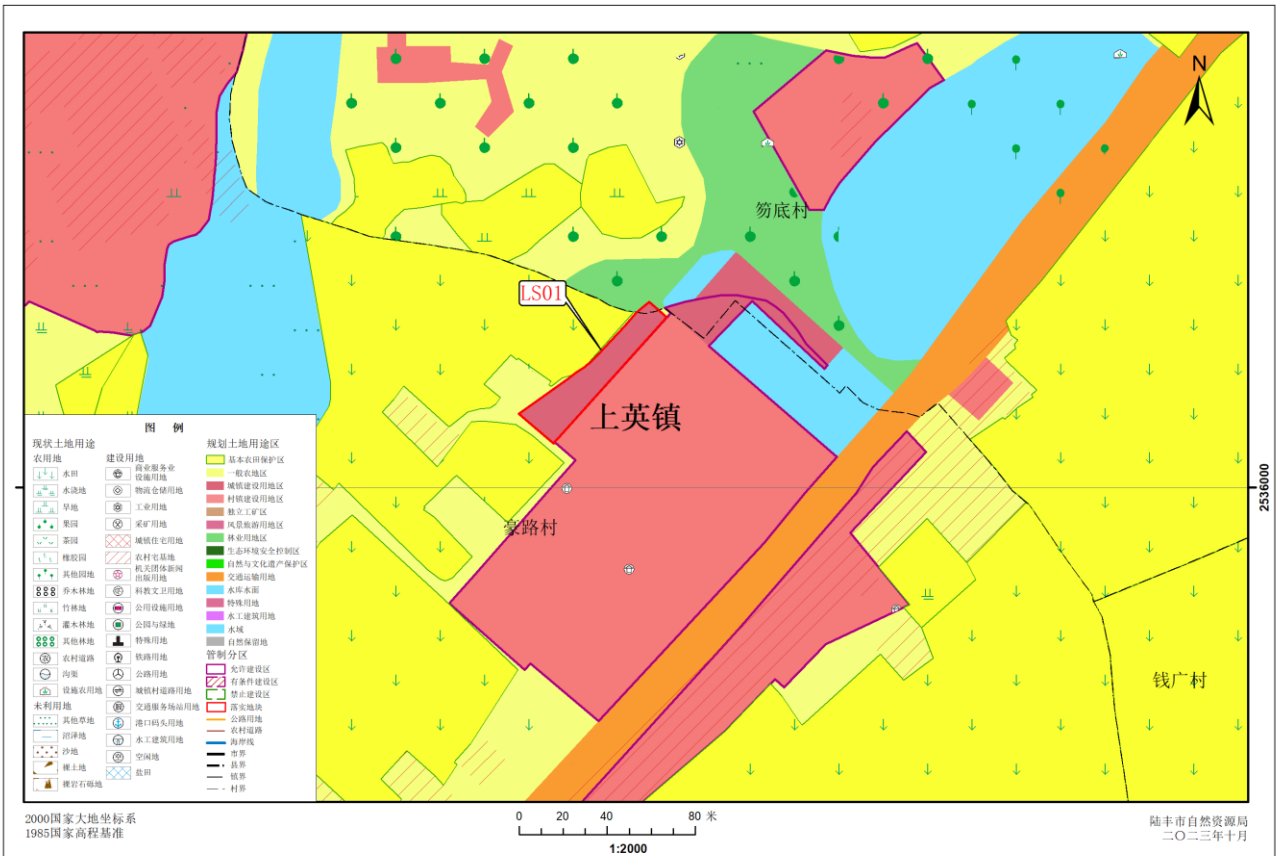 N
LS01
笏底村
上英镇
豪路村
钱广村
2536000
图 例
现状土地用途
农用地
水田
水浇地
旱地
果园
茶园
橡胶园
其他园地
乔木林地
竹林地
灌木林地
其他林地
农村道路
沟渠
设施农用地
未利用地
其他草地
沼泽地
沙地
裸土地
裸岩石砾地
建设用地
商业服务业
设施用地
物流仓储用地
工业用地
采矿用地
城镇住宅用地
农村宅基地
机关团体新闻
出版用地
科教文卫用地
公用设施用地
公园与绿地
特殊用地
铁路用地
公路用地
城镇村道路用地
交通服务场站用地
港口码头用地
水工建筑用地
空闲地
盐田
规划土地用途区
基本农田保护区
一般农地区
城镇建设用地区
村镇建设用地区
独立工矿区
风景旅游用地区
林业用地区
生态环境安全控制区
自然与文化遗产保护区
交通运输用地
水库水面
特殊用地
水工建筑用地
水域
自然保留地
管制分区
允许建设区
有条件建设区
禁止建设区
落实地块
公路用地
农村道路
海岸线
市界
县界
镇界
村界
2000国家大地坐标系
1985国家高程基准
0 20 40 80 米
1:2000
陆丰市自然资源局
二〇二三年十月